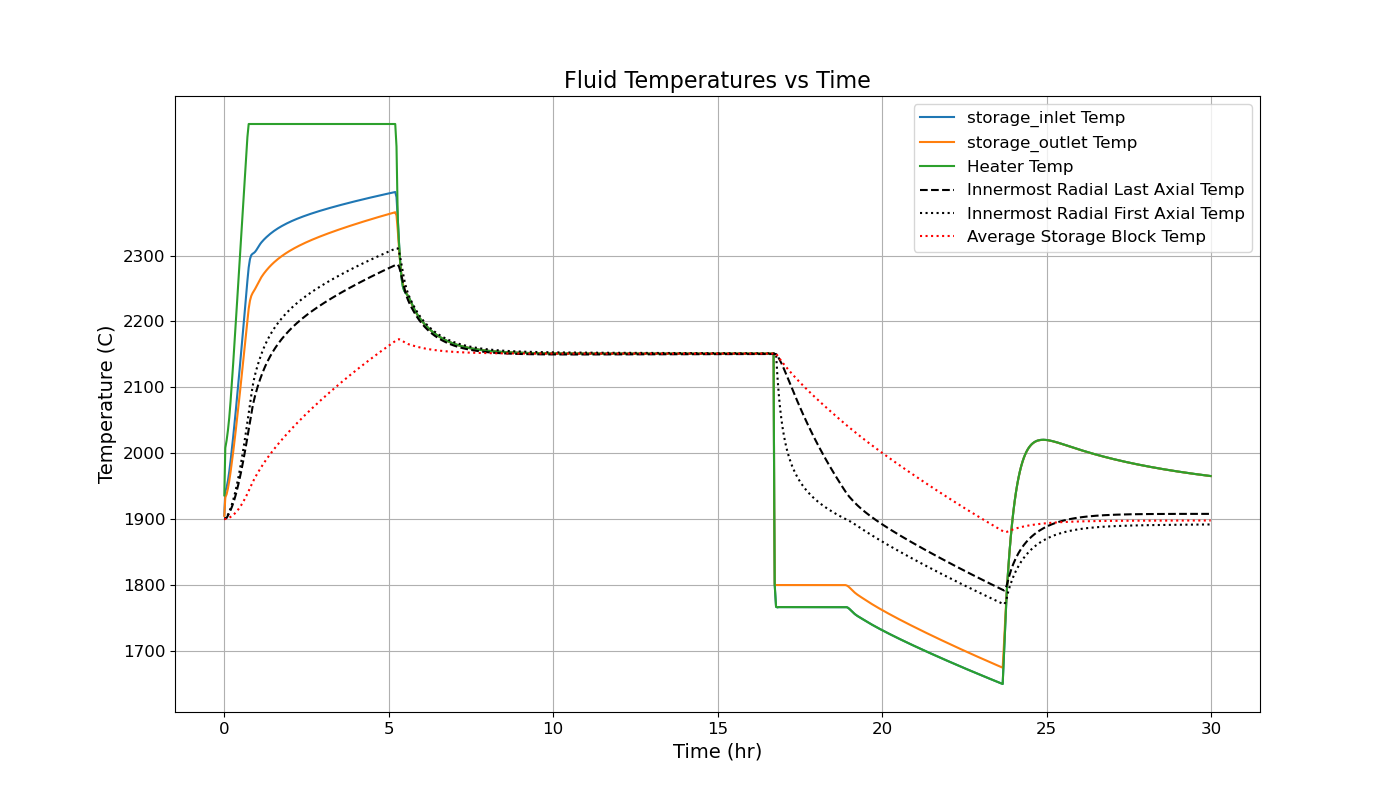 Fluid Temperatures vs Time
storage_inlet Temp
storage_outlet Temp
Heater Temp
Innermost Radial Last Axial Temp
Innermost Radial First Axial Temp
Average Storage Block Temp
Temperature (C)
2300
2200
2100
2000
1900
1800
1700
0 5 10 15 20 25 30
Time (hr)